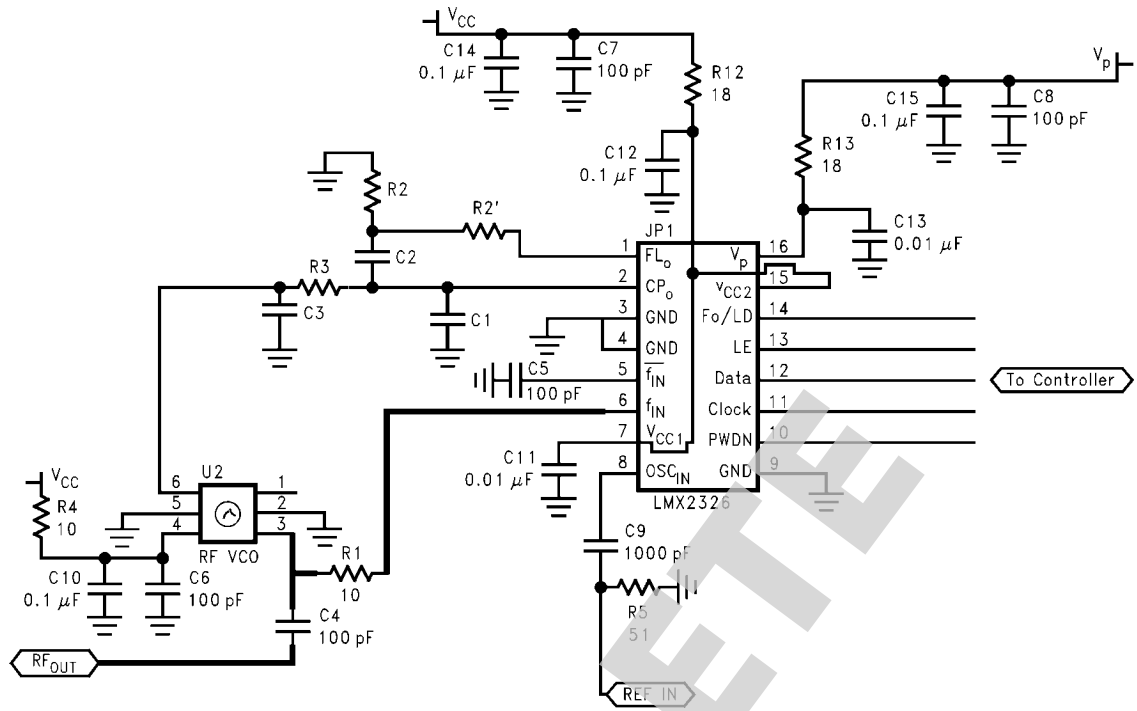 V_CC
C14
0.1 μF
C7
100 pF
R12
18
V_p
C15
0.1 μF
C8
100 pF
R13
18
C12
0.1 μF
C13
0.01 μF
R2
R2'
C2
R3
C3
C1
JP1
1 FL_o
2 CP_o
3 GND
4 GND
5 f_IN
6 f_IN
7 V_CC1
8 OSC_IN
V_p 16
V_CC2 15
Fo/LD 14
LE 13
Data 12
Clock 11
PWDN 10
GND 9
LMX2326
To Controller
C5
100 pF
C11
0.01 μF
C9
1000 pF
R5
51
REF IN
V_CC
R4
10
U2
6
5
4
1
2
3
RF VCO
C10
0.1 μF
C6
100 pF
R1
10
C4
100 pF
RF_OUT
ETE